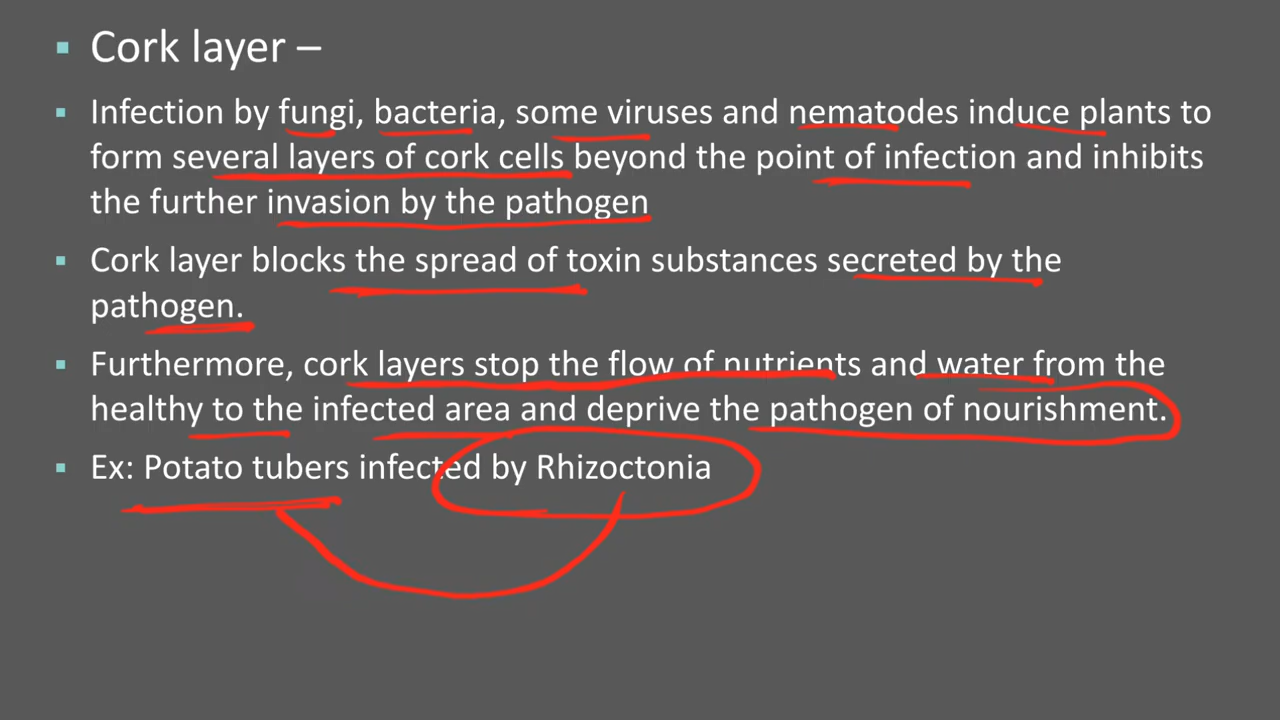 ▪ Cork layer –
▪ Infection by fungi, bacteria, some viruses and nematodes induce plants to
form several layers of cork cells beyond the point of infection and inhibits
the further invasion by the pathogen
▪ Cork layer blocks the spread of toxin substances secreted by the
pathogen.
▪ Furthermore, cork layers stop the flow of nutrients and water from the
healthy to the infected area and deprive the pathogen of nourishment.
▪ Ex: Potato tubers infected by Rhizoctonia